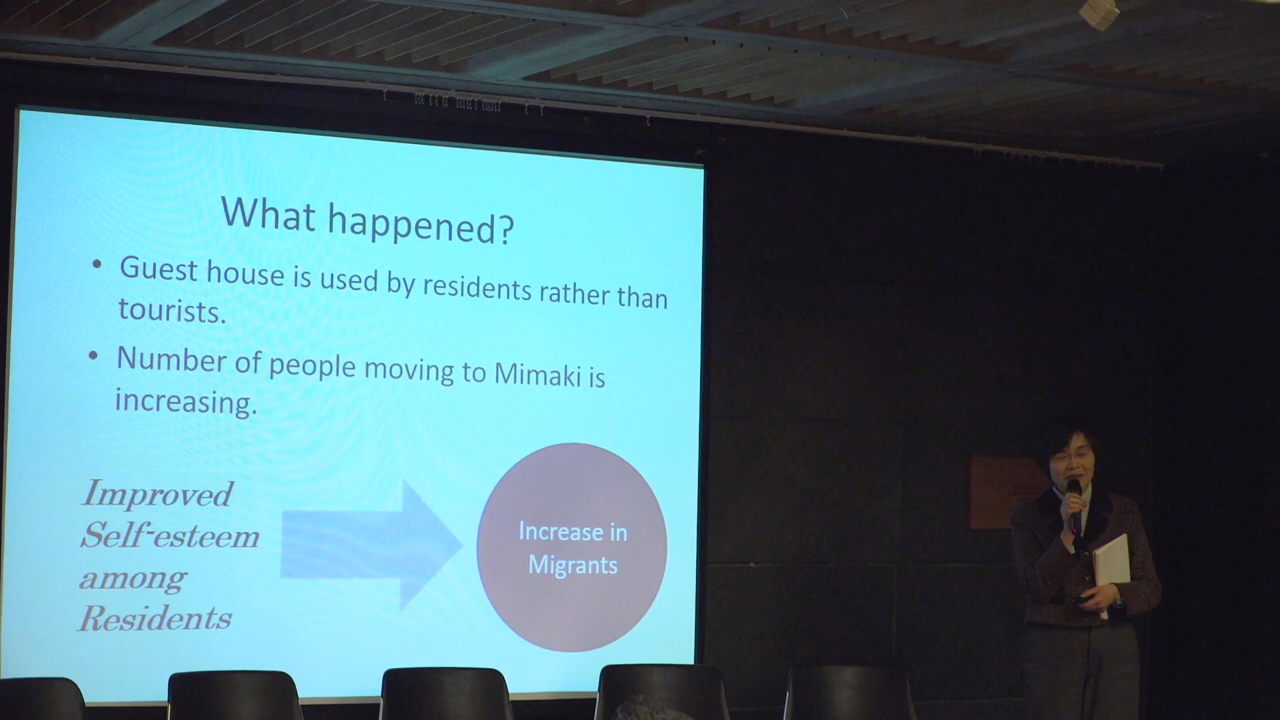 What happened?
• Guest house is used by residents rather than
tourists.
• Number of people moving to Mimaki is
increasing.
Improved
Self-esteem
among
Residents
Increase in
Migrants